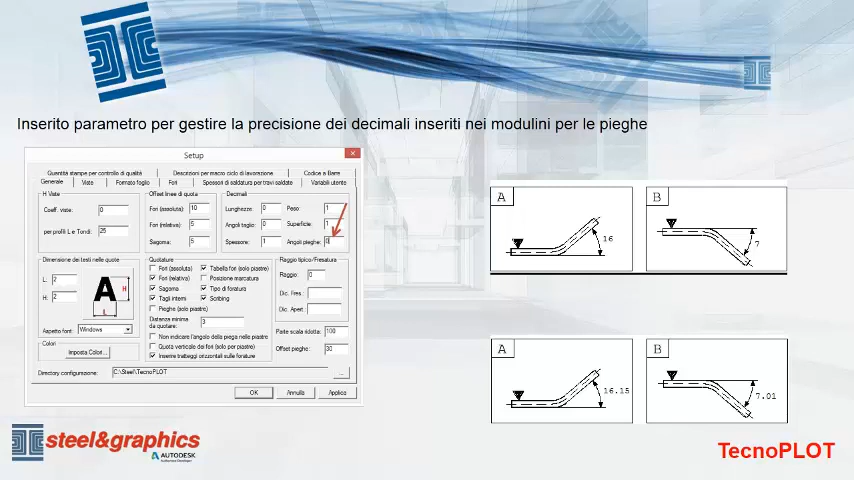 Inserito parametro per gestire la precisione dei decimali inseriti nei modulini per le pieghe
Setup
Quantità stampe per controllo di qualità
Descrizioni per macro ciclo di lavorazione
Codice a Barre
Generale
Viste
Formato foglio
Fori
Spessori di saldatura per travi saldate
Variabili utente
H Viste
Coeff. viste: 0
per profili L e Tondi: 25
Offset linee di quota
Fori (assoluta) 10
Fori (relativa) 5
Sagoma: 5
Decimali
Lunghezze: 0
Peso: 1
Angoli taglio: 0
Superficie: 1
Spessore: 1
Angoli pieghe: 0
Dimensione dei testi nelle quote
L: 2
H: 2
A
H
L
Aspetto font: Windows
Colori
Imposta Colori...
Quotature
Fori (assoluta)
Tabella fori (solo piastre)
Fori (relativa)
Posizione marcatura
Sagoma
Tipo di foratura
Tagli interni
Scribing
Pieghe (solo piastre)
Distanza minima da quotare: 3
Non indicare l'angolo della piega nelle piastre
Quota verticale dei fori (solo per piastre)
Inserire tratteggi orizzontali sulle forature
Raggio tipico/Fresatura
Raggio: 0
Dic. Fres.:
Dic. Apert.:
Parte scala ridotta: 100
Offset pieghe: 30
Directory configurazione: C:\Steel\TecnoPLOT
...
OK
Annulla
Applica
A
16
B
7
A
16.15
B
7.01
steel&graphics
AUTODESK
TecnoPLOT